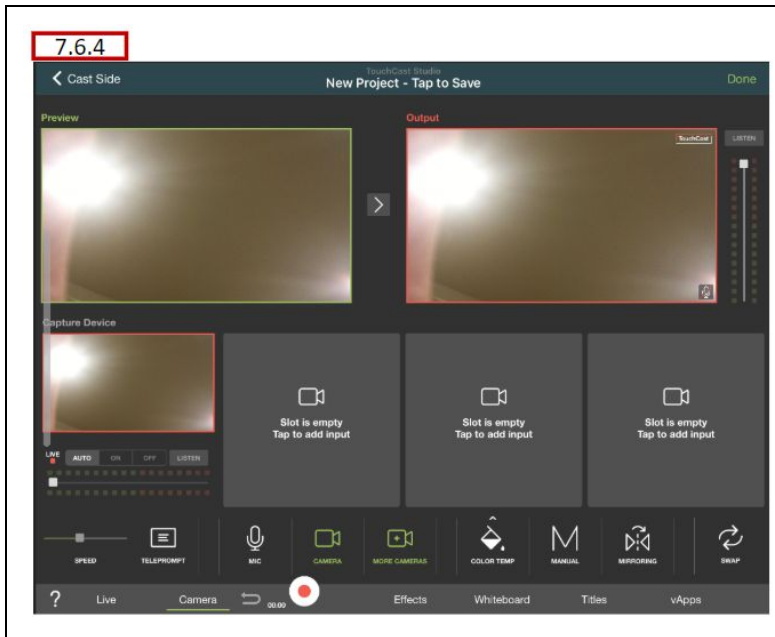 7.6.4
Cast Side
TouchCast Studio
New Project - Tap to Save
Done
Preview
Output
TouchCast
LISTEN
Capture Device
Slot is empty
Tap to add input
Slot is empty
Tap to add input
Slot is empty
Tap to add input
LIVE
AUTO ON OFF LISTEN
SPEED TELEPROMPT MIC CAMERA MORE CAMERAS COLOR TEMP MANUAL MIRRORING SWAP
? Live Camera 00:00 Effects Whiteboard Titles vApps